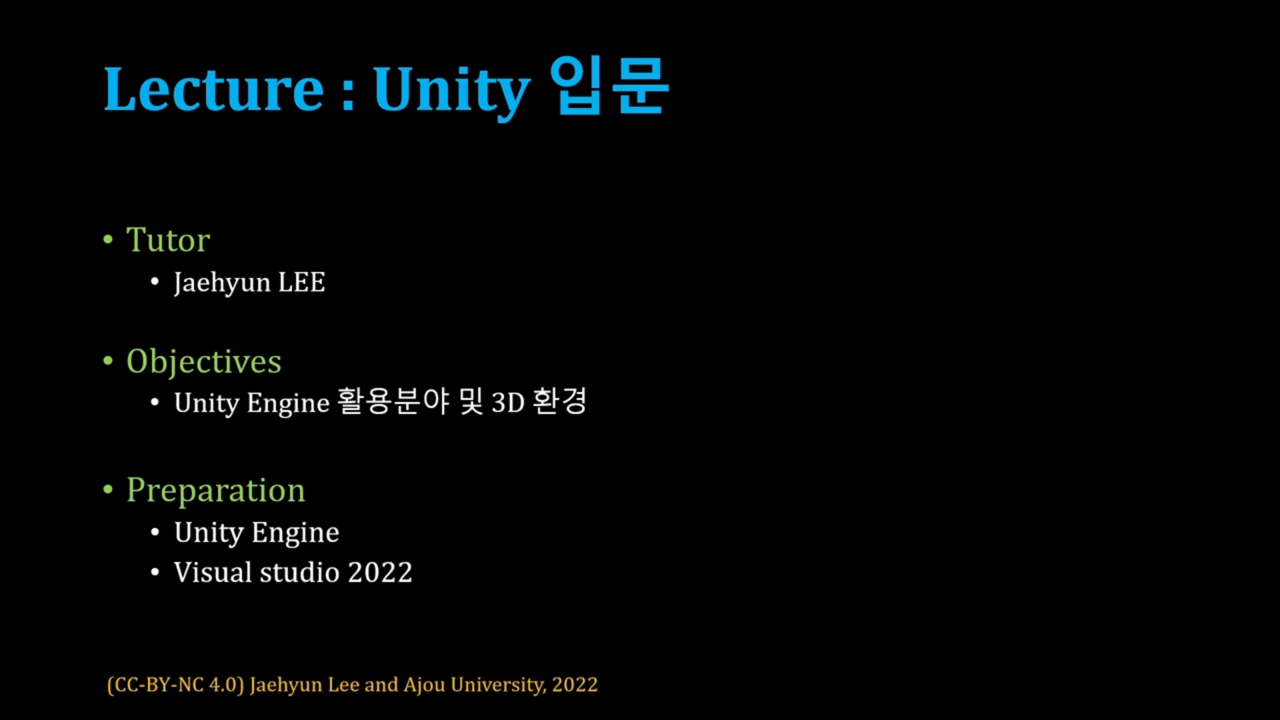 Lecture : Unity 입문
• Tutor
• Jaehyun LEE
• Objectives
• Unity Engine 활용분야 및 3D 환경
• Preparation
• Unity Engine
• Visual studio 2022
(CC-BY-NC 4.0) Jaehyun Lee and Ajou University, 2022